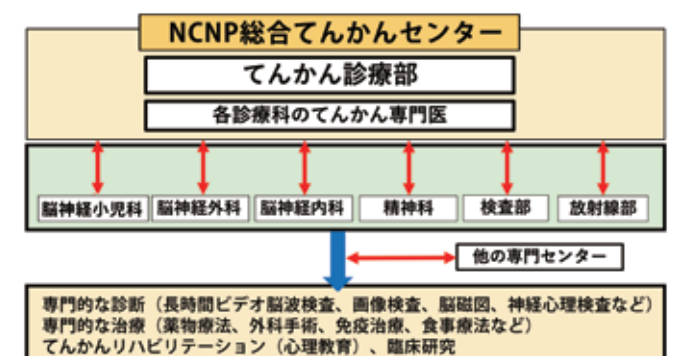 NCNP総合てんかんセンター
てんかん診療部
各診療科のてんかん専門医
脳神経小児科 脳神経外科 脳神経内科 精神科 検査部 放射線部
他の専門センター
専門的な診断（長時間ビデオ脳波検査、画像検査、脳磁図、神経心理検査など）
専門的な治療（薬物療法、外科手術、免疫治療、食事療法など）
てんかんリハビリテーション（心理教育）、臨床研究